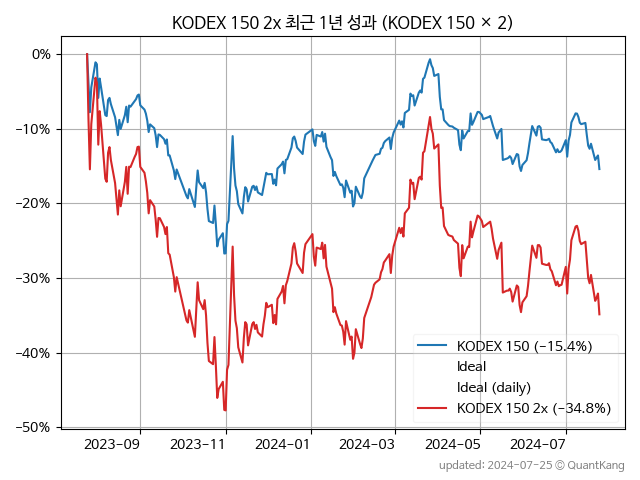 KODEX 150 2x 최근 1년 성과 (KODEX 150 × 2)
0%
−10%
−20%
−30%
−40%
−50%
KODEX 150 (−15.4%)
Ideal
Ideal (daily)
KODEX 150 2x (−34.8%)
2023−09 2023−11 2024−01 2024−03 2024−05 2024−07
updated: 2024-07-25 © QuantKang